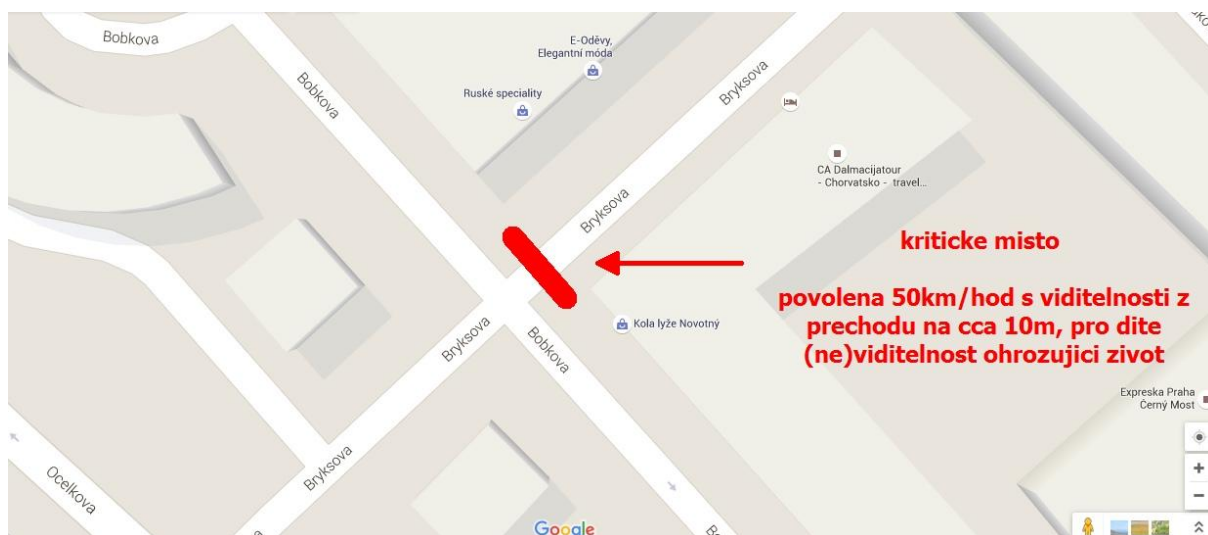 Bobkova
E-Oděvy,
Elegantní móda
Bobkova
Ruské speciality
Bryksova
CA Dalmacijatour
- Chorvatsko - travel...
Bryksova
kriticke misto
povolena 50km/hod s viditelnosti z
prechodu na cca 10m, pro dite
(ne)viditelnost ohrozujici zivot
Kola lyže Novotný
Bryksova
Bobkova
Expreska Praha
Černý Most
Bryksova
Ocelkova
Google